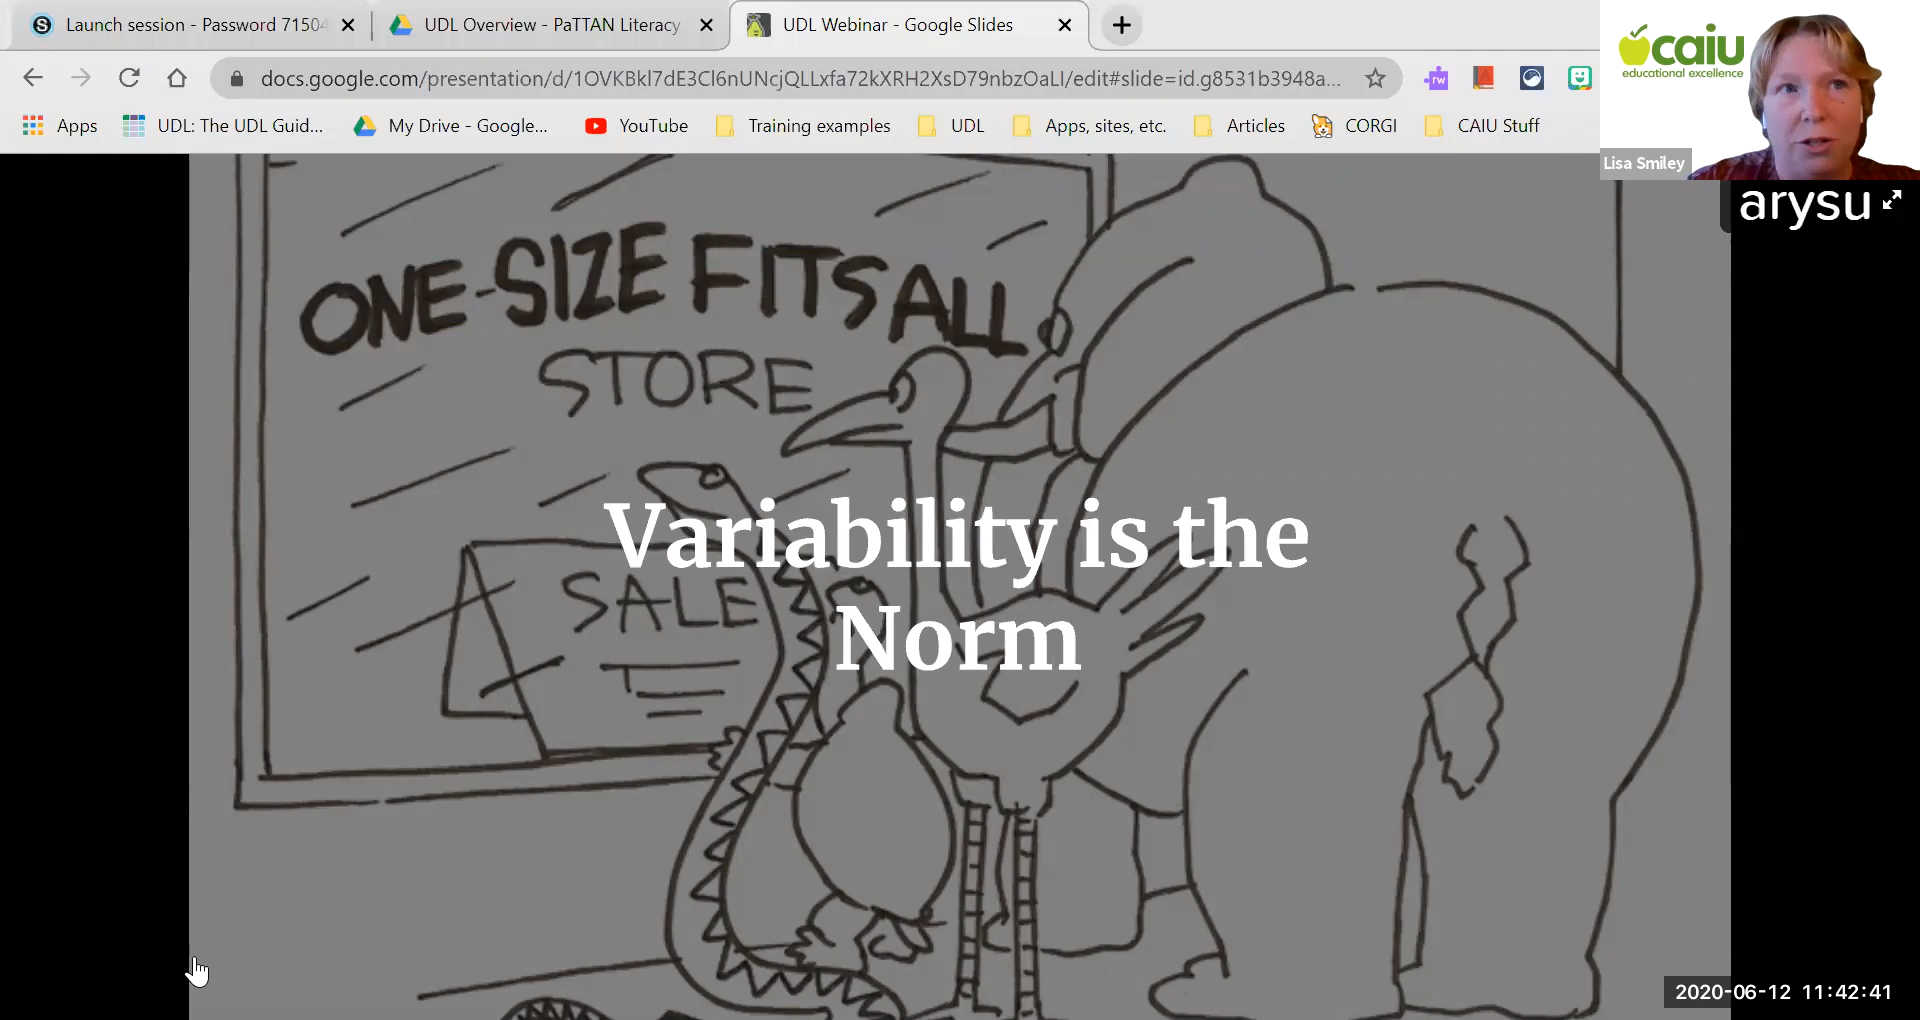 Launch session - Password 71504
UDL Overview - PaTTAN Literacy
UDL Webinar - Google Slides
docs.google.com/presentation/d/1OVKBkI7dE3Cl6nUNcjQLLxfa72kXRH2XsD79nbzOaLI/edit#slide=id.g8531b3948a...
Apps
UDL: The UDL Guid...
My Drive - Google...
YouTube
Training examples
UDL
Apps, sites, etc.
Articles
CORGI
CAIU Stuff
caiu
educational excellence
Lisa Smiley
arysu
ONE-SIZE FITS ALL
STORE
SALE
Variability is the
Norm
2020-06-12 11:42:41